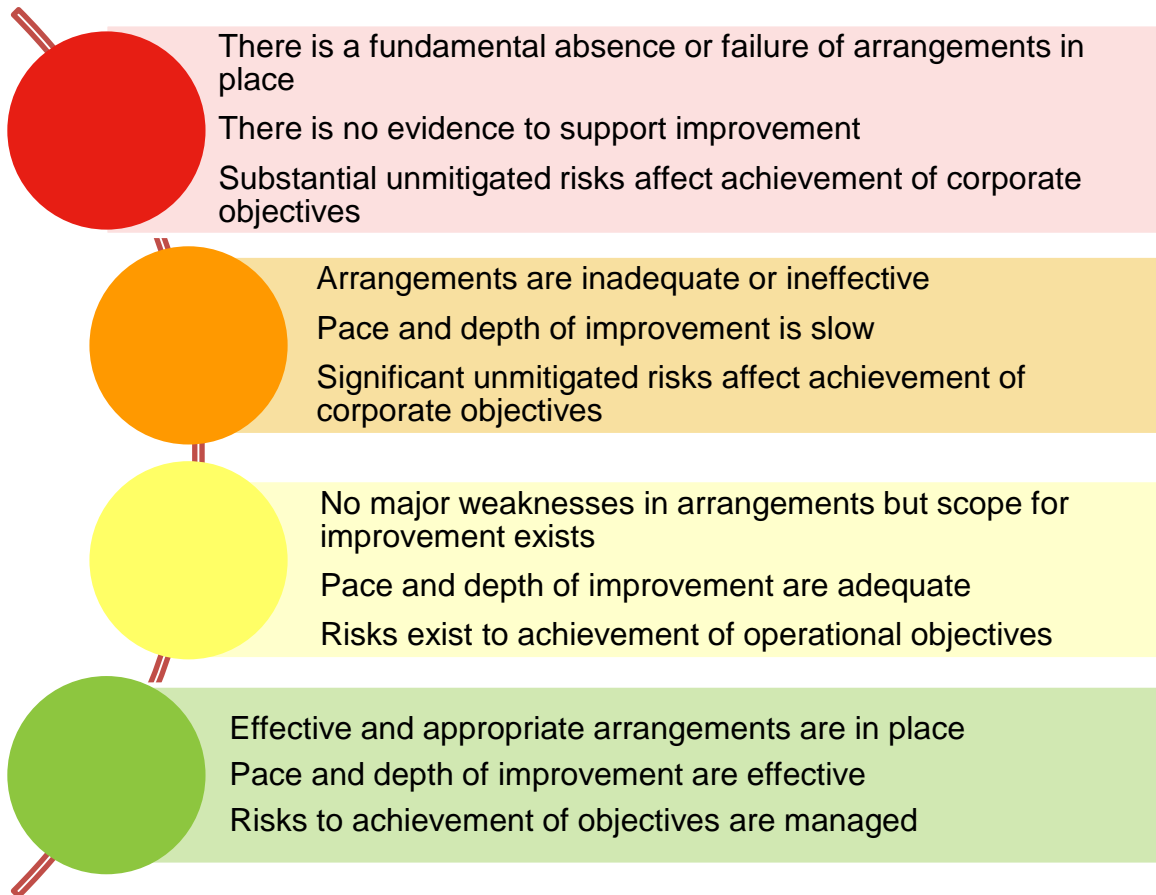 There is a fundamental absence or failure of arrangements in
place
There is no evidence to support improvement
Substantial unmitigated risks affect achievement of corporate
objectives
Arrangements are inadequate or ineffective
Pace and depth of improvement is slow
Significant unmitigated risks affect achievement of
corporate objectives
No major weaknesses in arrangements but scope for
improvement exists
Pace and depth of improvement are adequate
Risks exist to achievement of operational objectives
Effective and appropriate arrangements are in place
Pace and depth of improvement are effective
Risks to achievement of objectives are managed